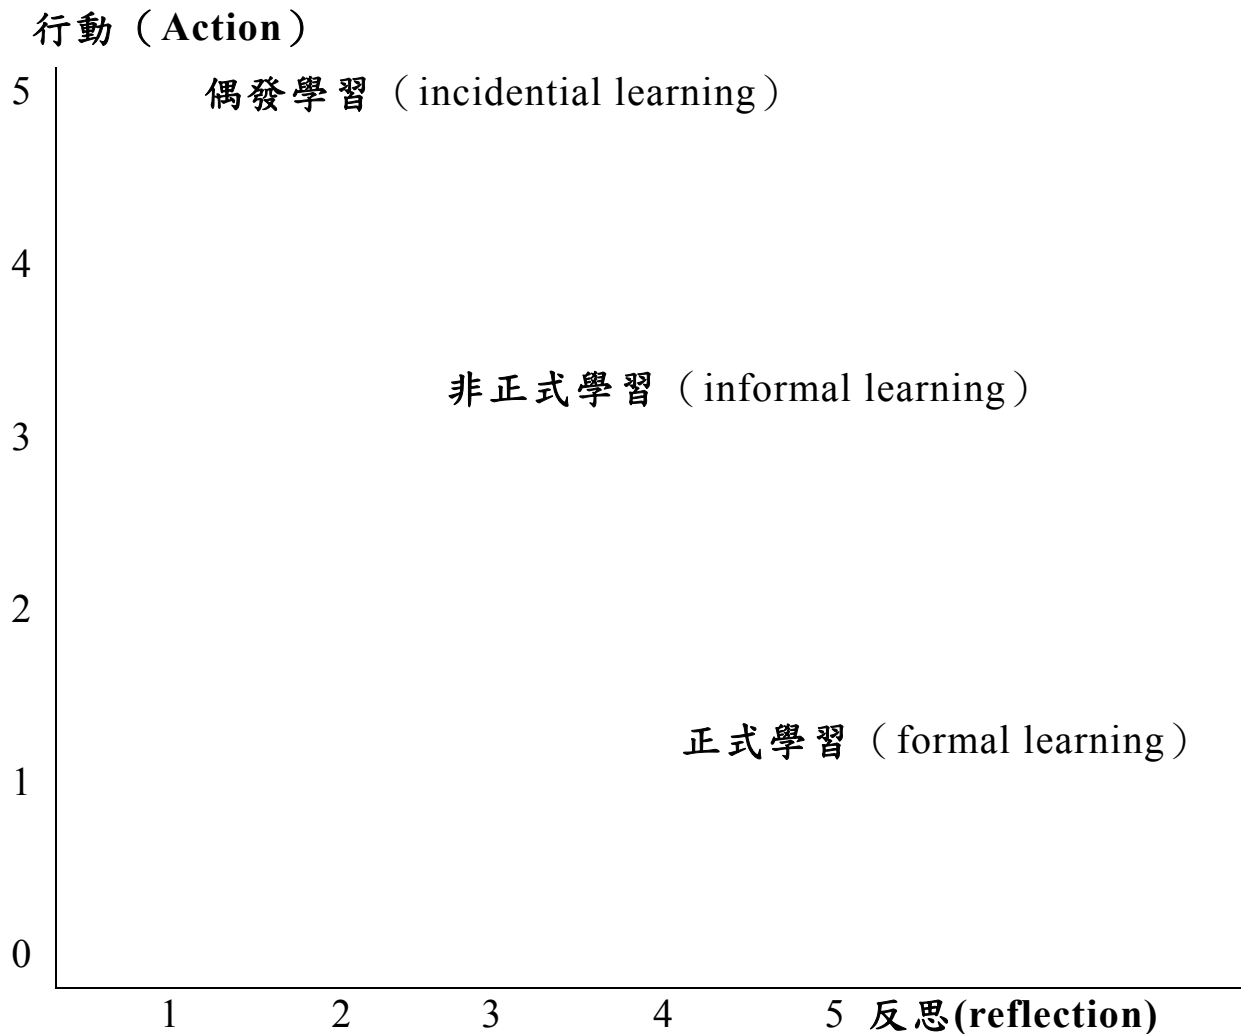 行動（Action）
5 偶發學習（incidential learning）
4
非正式學習（informal learning）
3
2
正式學習（formal learning）
1
0
1 2 3 4 5 反思(reflection)